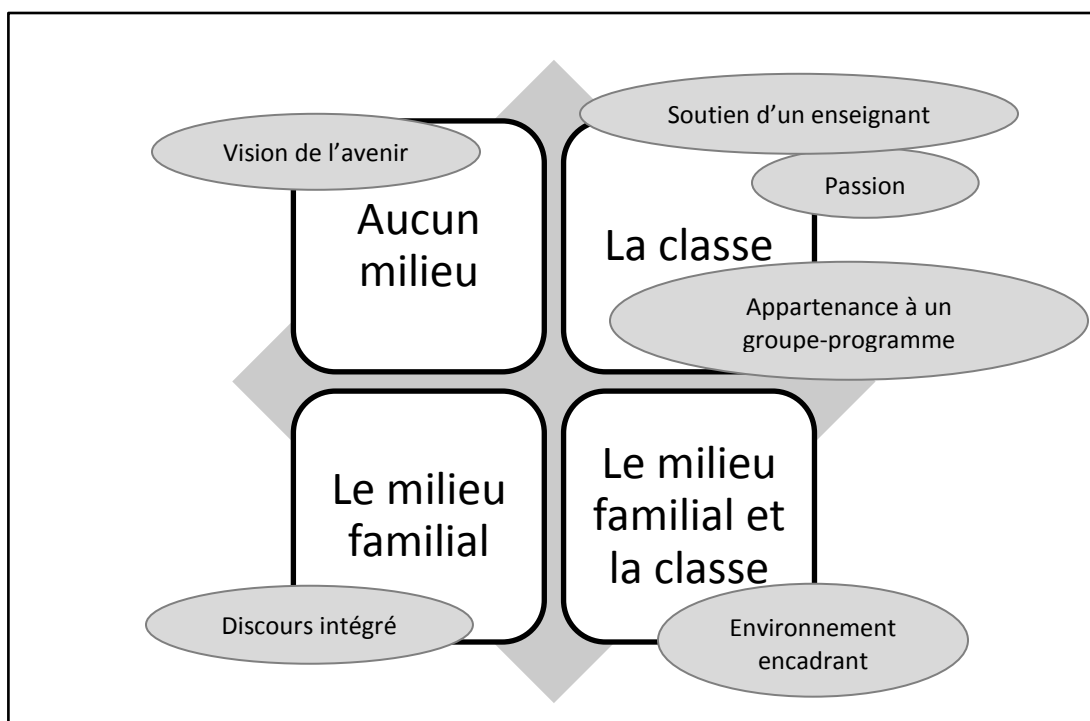 Vision de l’avenir
Aucun
milieu
Soutien d’un enseignant
Passion
La classe
Appartenance à un
groupe-programme
Le milieu
familial
Discours intégré
Le milieu
familial et
la classe
Environnement
encadrant